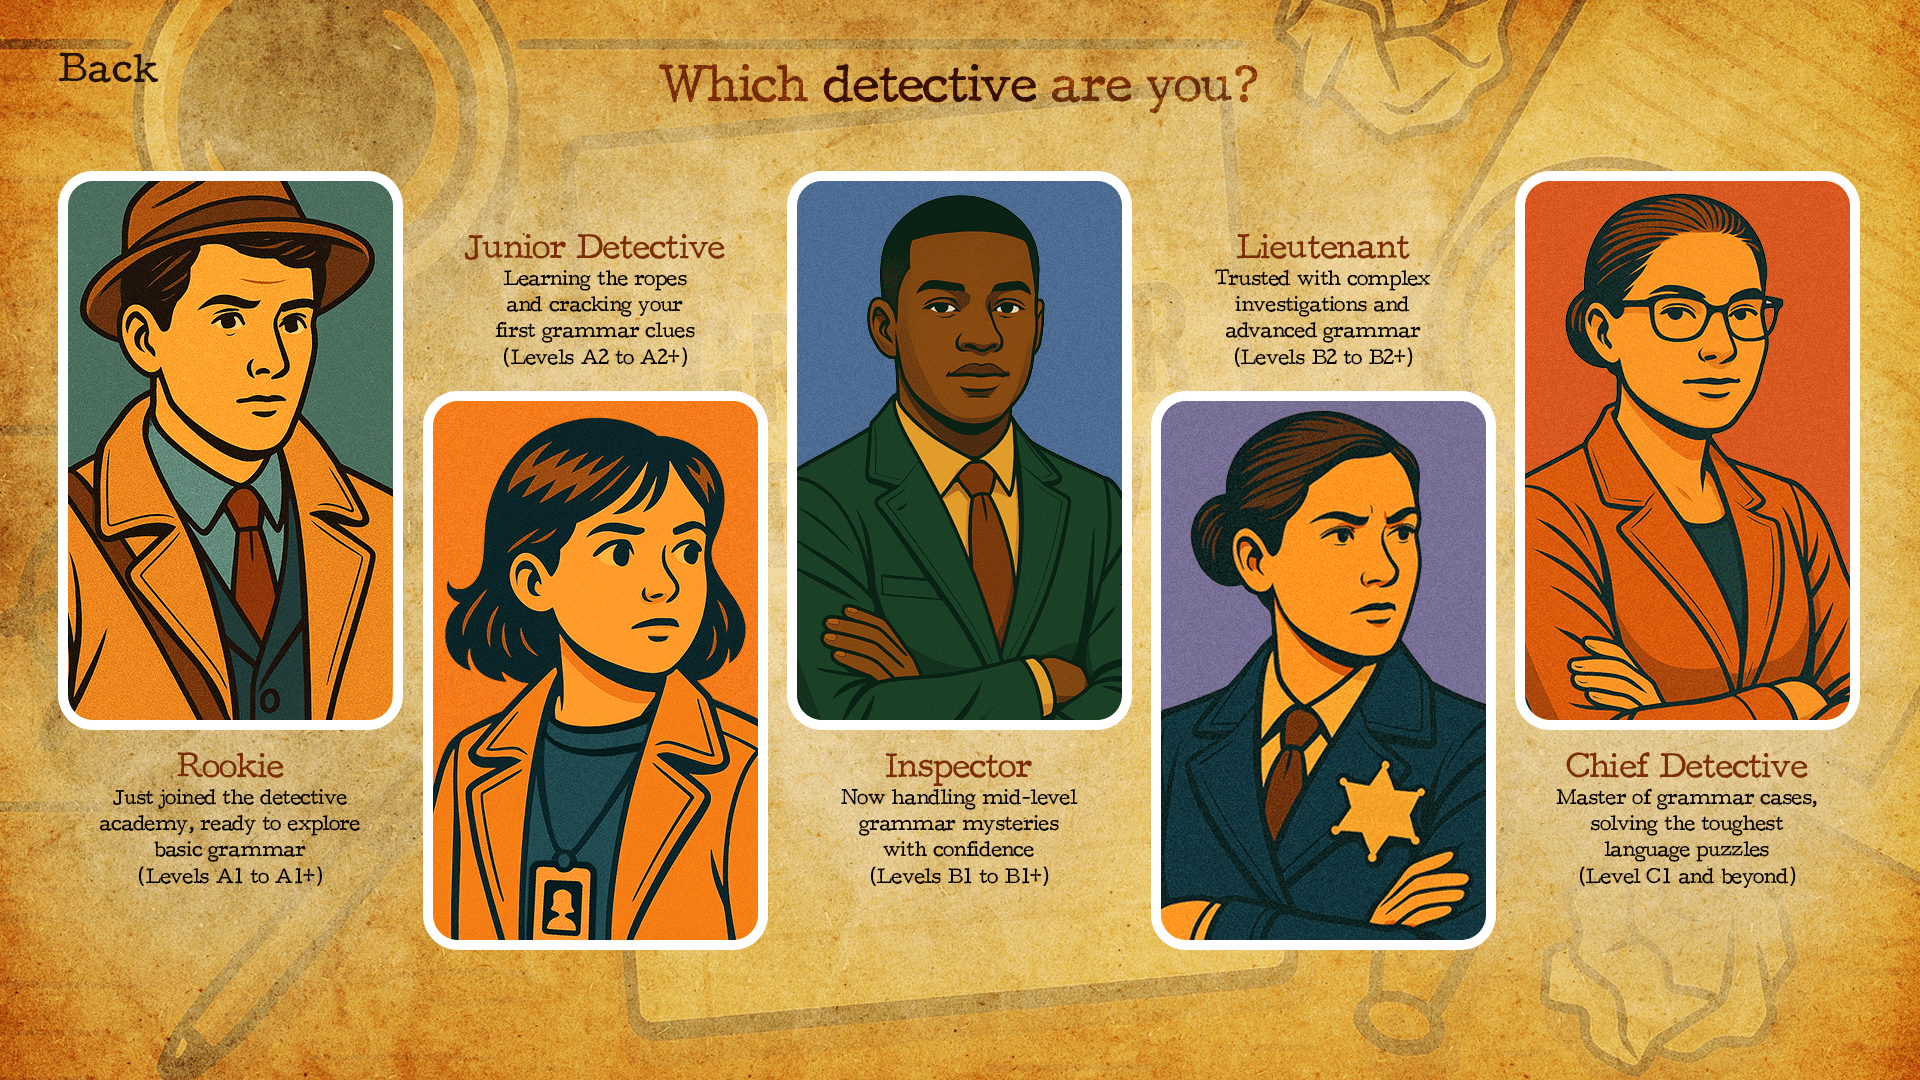 Back
Which detective are you?
Rookie
Just joined the detective
academy, ready to explore
basic grammar
(Levels A1 to A1+)
Junior Detective
Learning the ropes
and cracking your
first grammar clues
(Levels A2 to A2+)
Inspector
Now handling mid-level
grammar mysteries
with confidence
(Levels B1 to B1+)
Lieutenant
Trusted with complex
investigations and
advanced grammar
(Levels B2 to B2+)
Chief Detective
Master of grammar cases,
solving the toughest
language puzzles
(Level C1 and beyond)